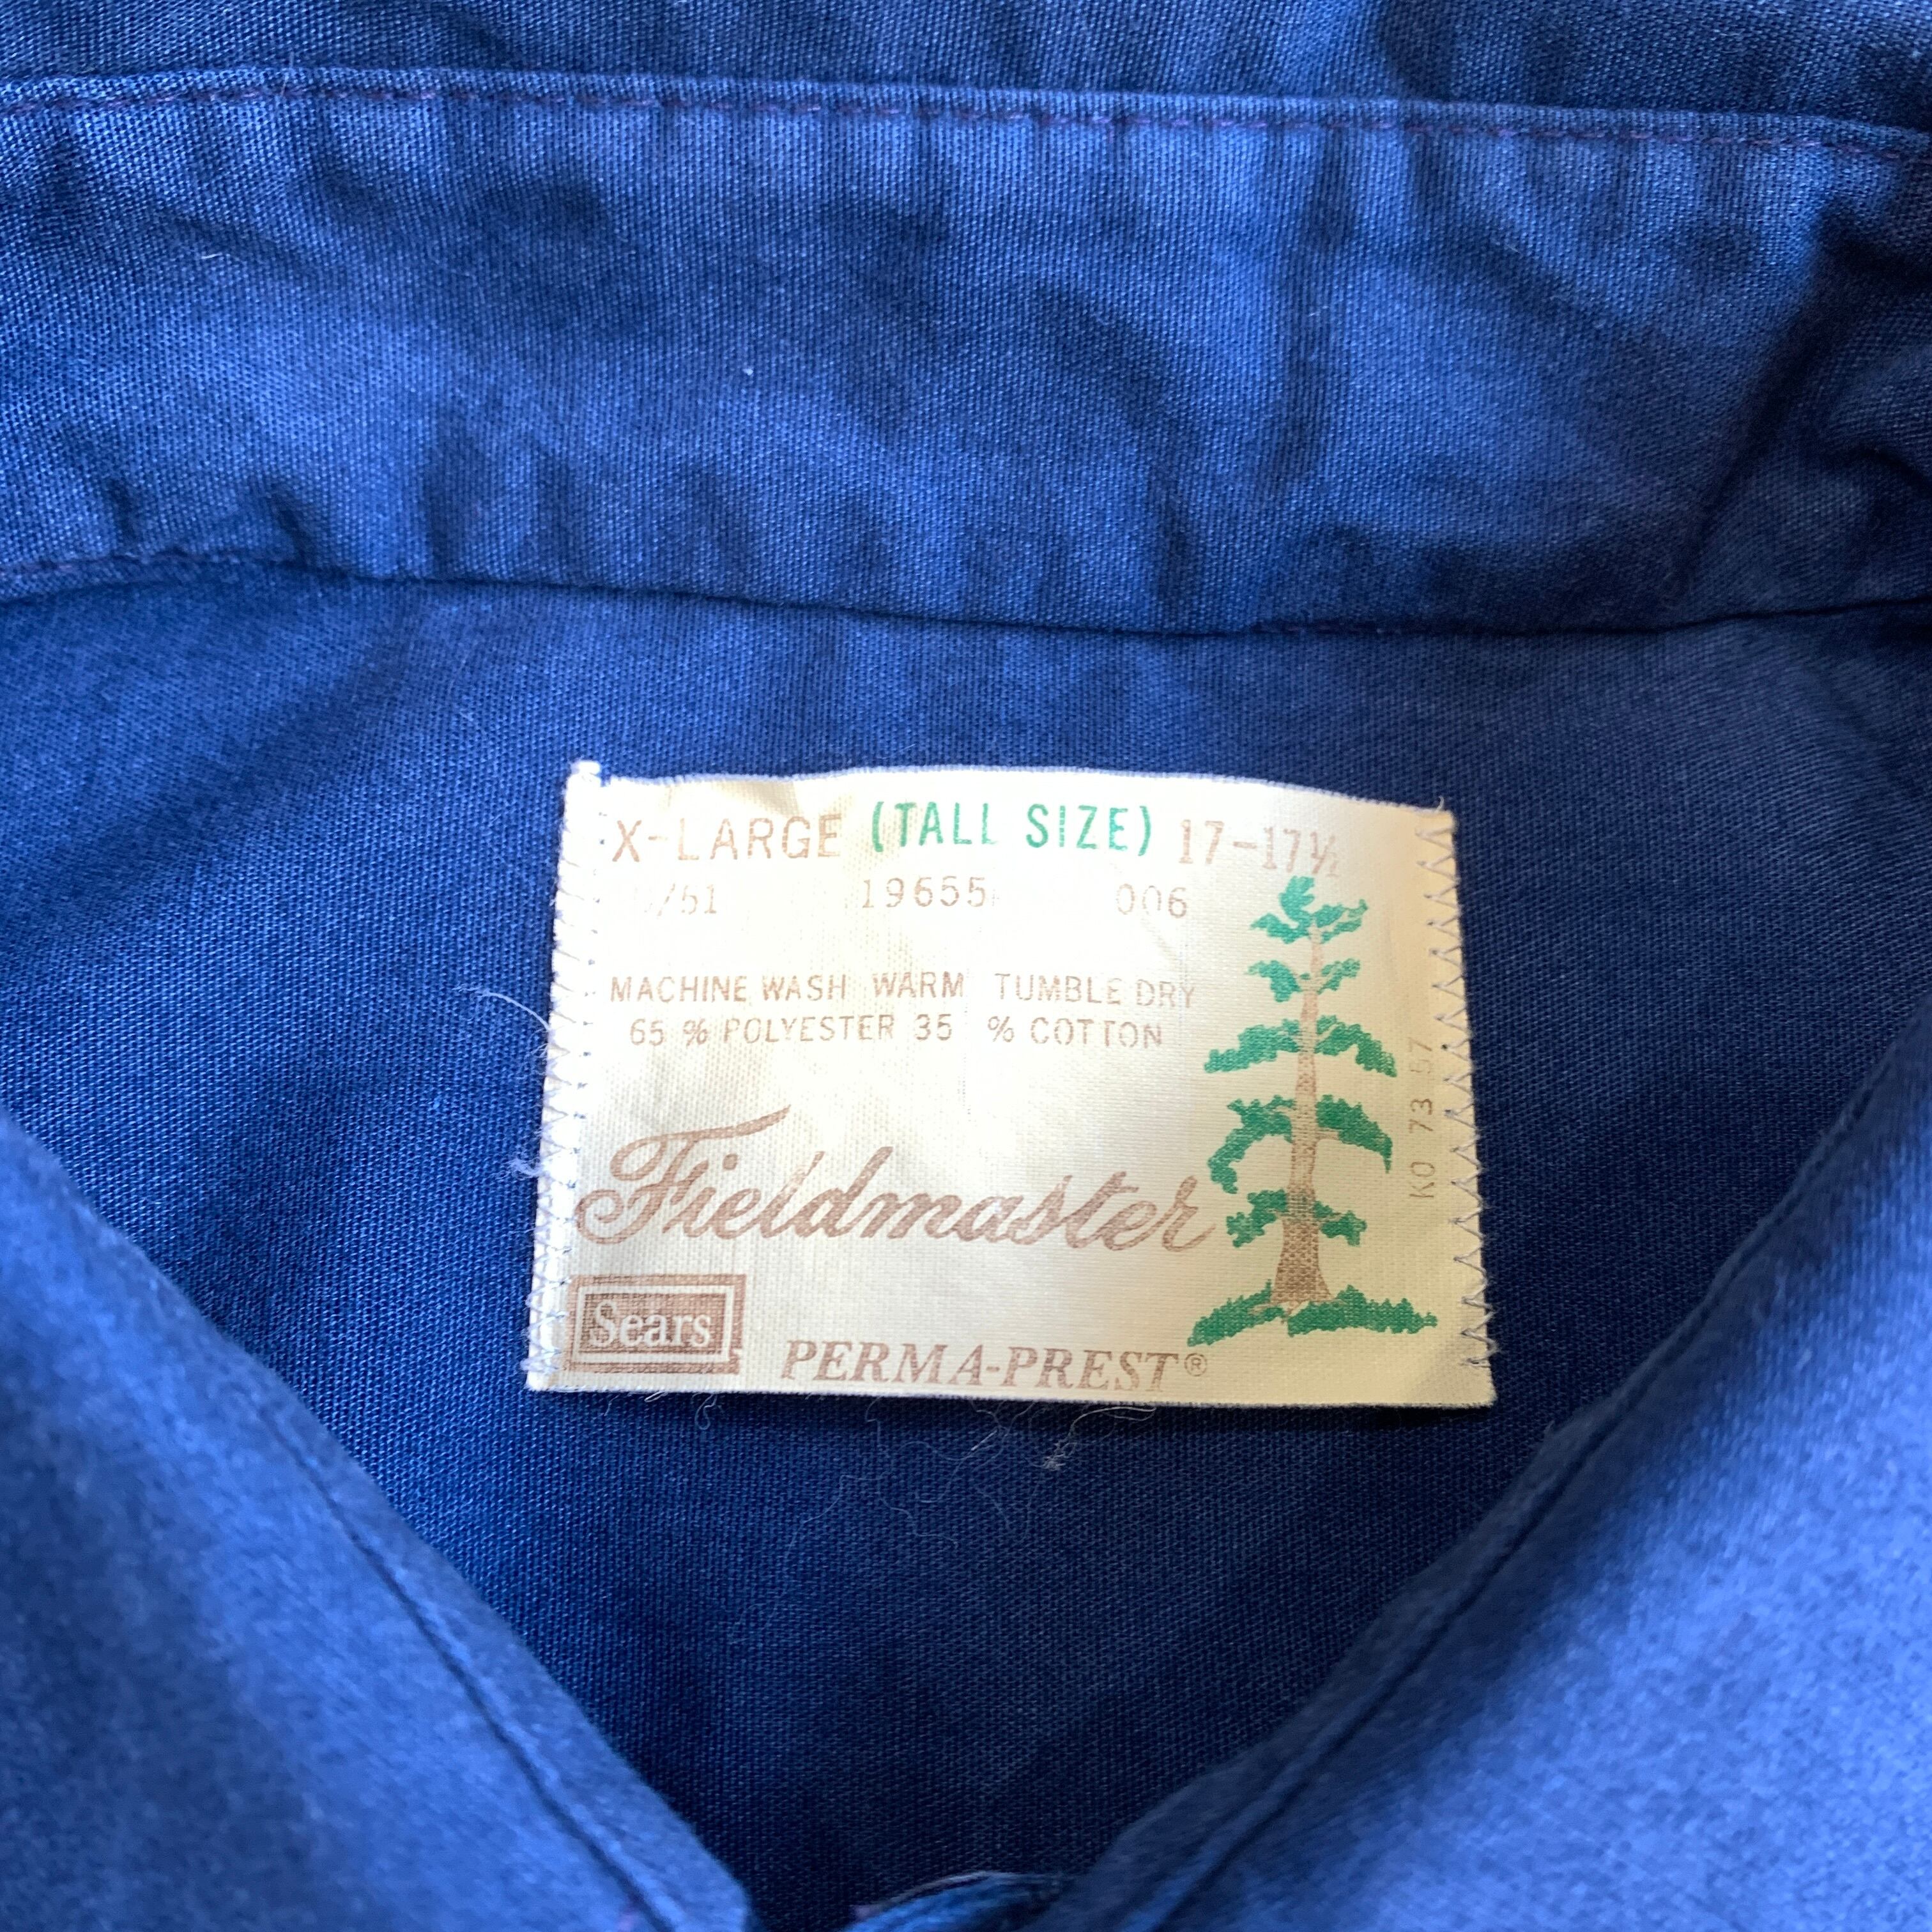 X-LARGE (TALL SIZE) 17-17½
/51 19655 006
MACHINE WASH WARM TUMBLE DRY
65 % POLYESTER 35 % COTTON
KO 73 57
Fieldmaster
Sears PERMA-PREST®